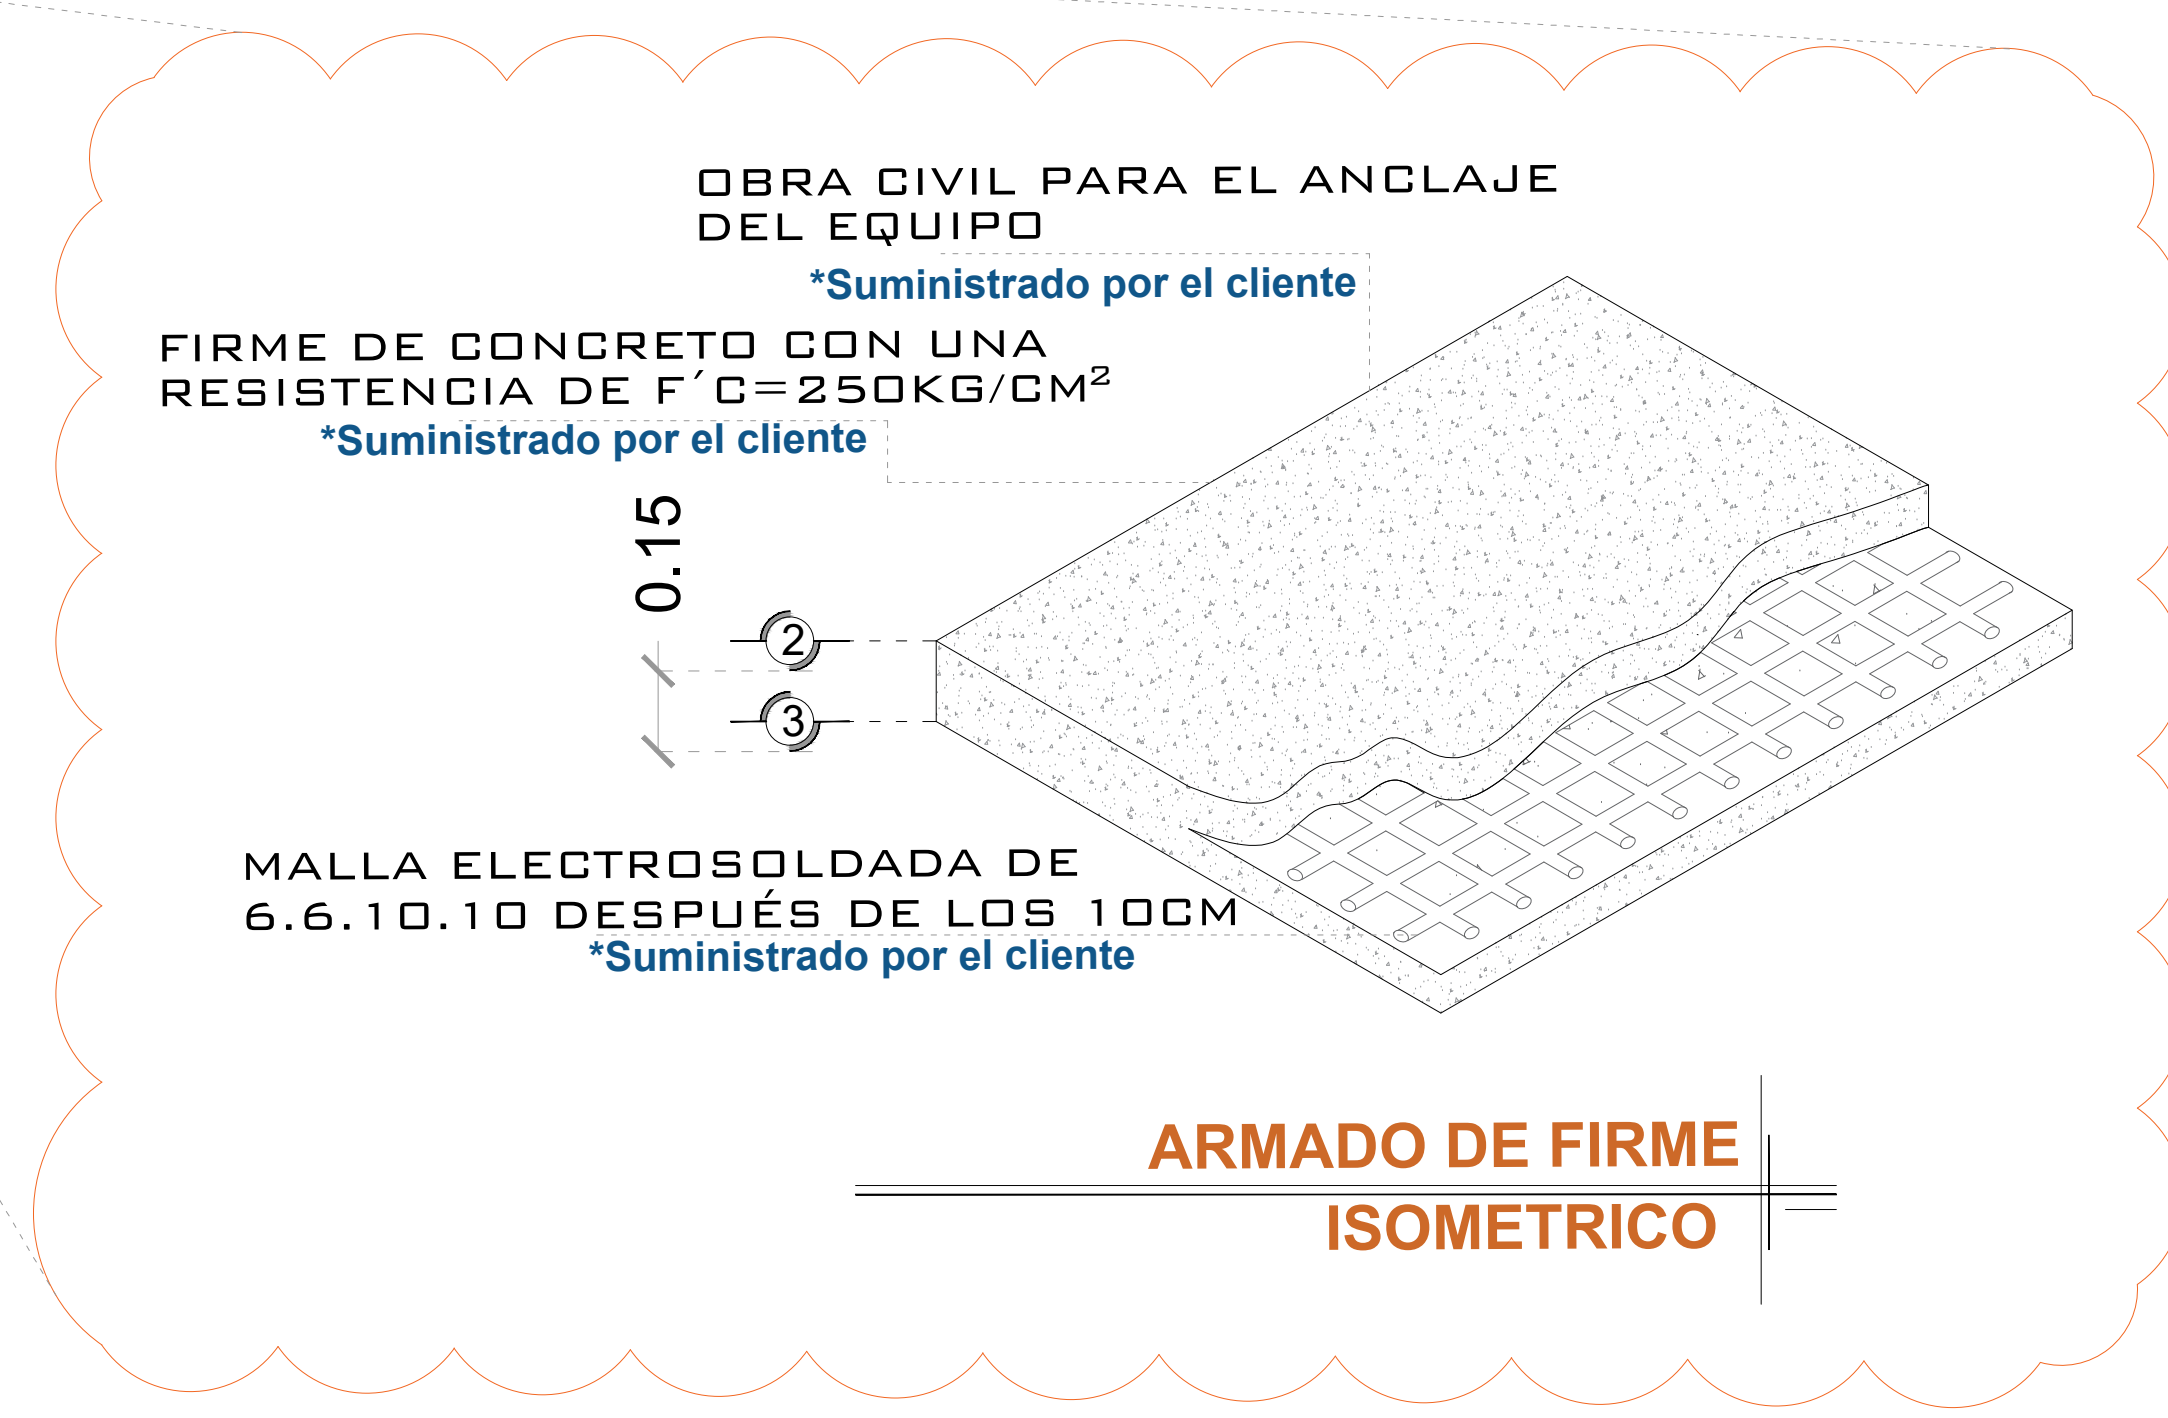 OBRA CIVIL PARA EL ANCLAJE
DEL EQUIPO
*Suministrado por el cliente
FIRME DE CONCRETO CON UNA
RESISTENCIA DE F´C=250KG/CM²
*Suministrado por el cliente
0.15
2
3
MALLA ELECTROSOLDADA DE
6.6.10.10 DESPUÉS DE LOS 10CM
*Suministrado por el cliente
ARMADO DE FIRME
ISOMETRICO